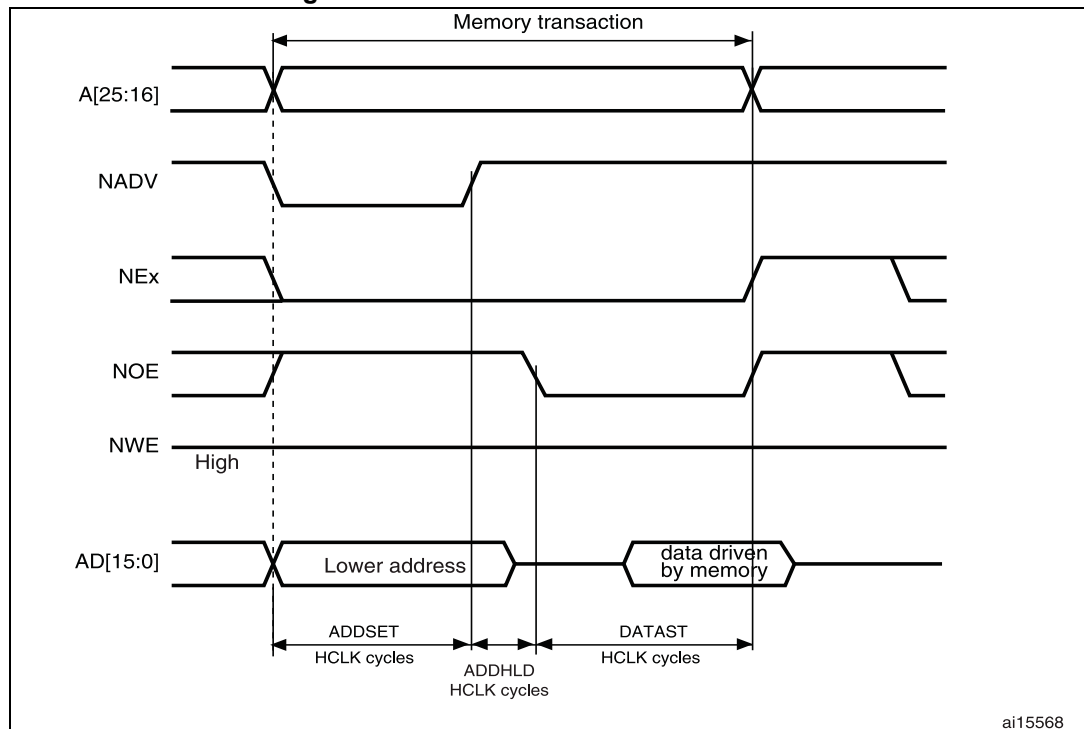 Memory transaction
A[25:16]
NADV
NEx
NOE
NWE
High
AD[15:0]
Lower address
data driven
by memory
ADDSET
HCLK cycles
ADDHLD
HCLK cycles
DATAST
HCLK cycles
ai15568